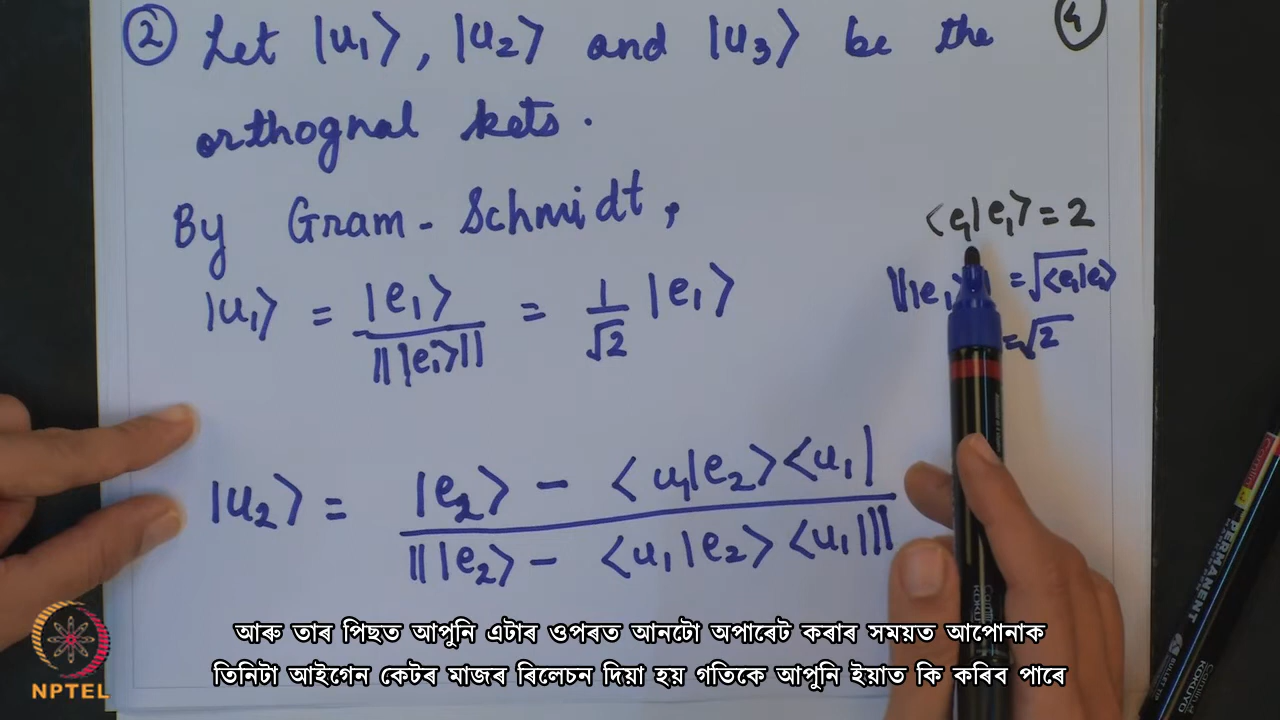 ② Let |u₁⟩, |u₂⟩ and |u₃⟩ be the
④
orthognal kets.
By Gram-Schmidt,
⟨e₁|e₁⟩ = 2
|||e₁⟩|| = √⟨e₁|e₁⟩
= √2
|u₁⟩ = |e₁⟩ / |||e₁⟩|| = 1/√2 |e₁⟩
|u₂⟩ = |e₂⟩ - ⟨u₁|e₂⟩⟨u₁| / |||e₂⟩ - ⟨u₁|e₂⟩⟨u₁|||
আৰু তাৰ পিছত আপুনি এটাৰ ওপৰত আনটো অপাৰেট কৰাৰ সময়ত আপোনাক
তিনিটা আইগেন কেটৰ মাজৰ ৰিলেচন দিয়া হয় গতিকে আপুনি ইয়াত কি কৰিব পাৰে
NPTEL
PERMANENT